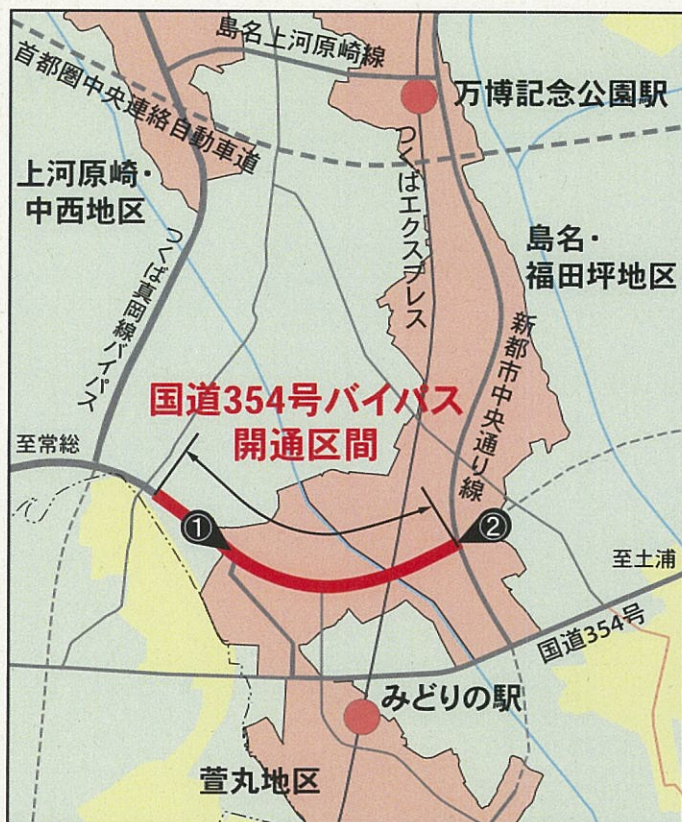 島名上河原崎線
首都圏中央連絡自動車道
万博記念公園駅
上河原崎・
中西地区
つくばエクスプレス
つくば真岡線バイパス
島名・
福田坪地区
新都市中央通り線
国道354号バイパス
開通区間
至常総
①
②
至土浦
国道354号
みどりの駅
萱丸地区